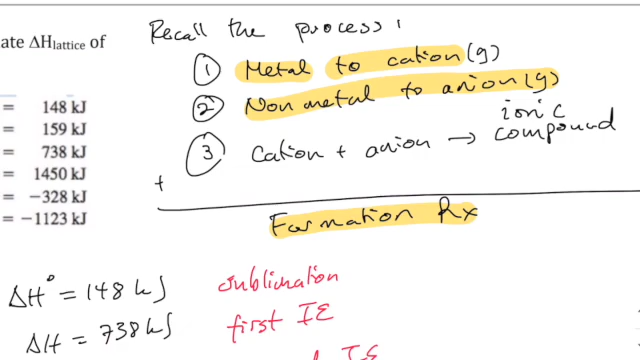 Recall the process:
ate ΔHlattice of
① Metal to cation(g)
② Non metal to anion(g)
③ cation + anion → ionic compound
= 148 kJ
= 159 kJ
= 738 kJ
= 1450 kJ
= −328 kJ
= −1123 kJ
+
Formation Rx
ΔH° = 148 kJ sublimation
ΔH = 738 kJ first IE
IE